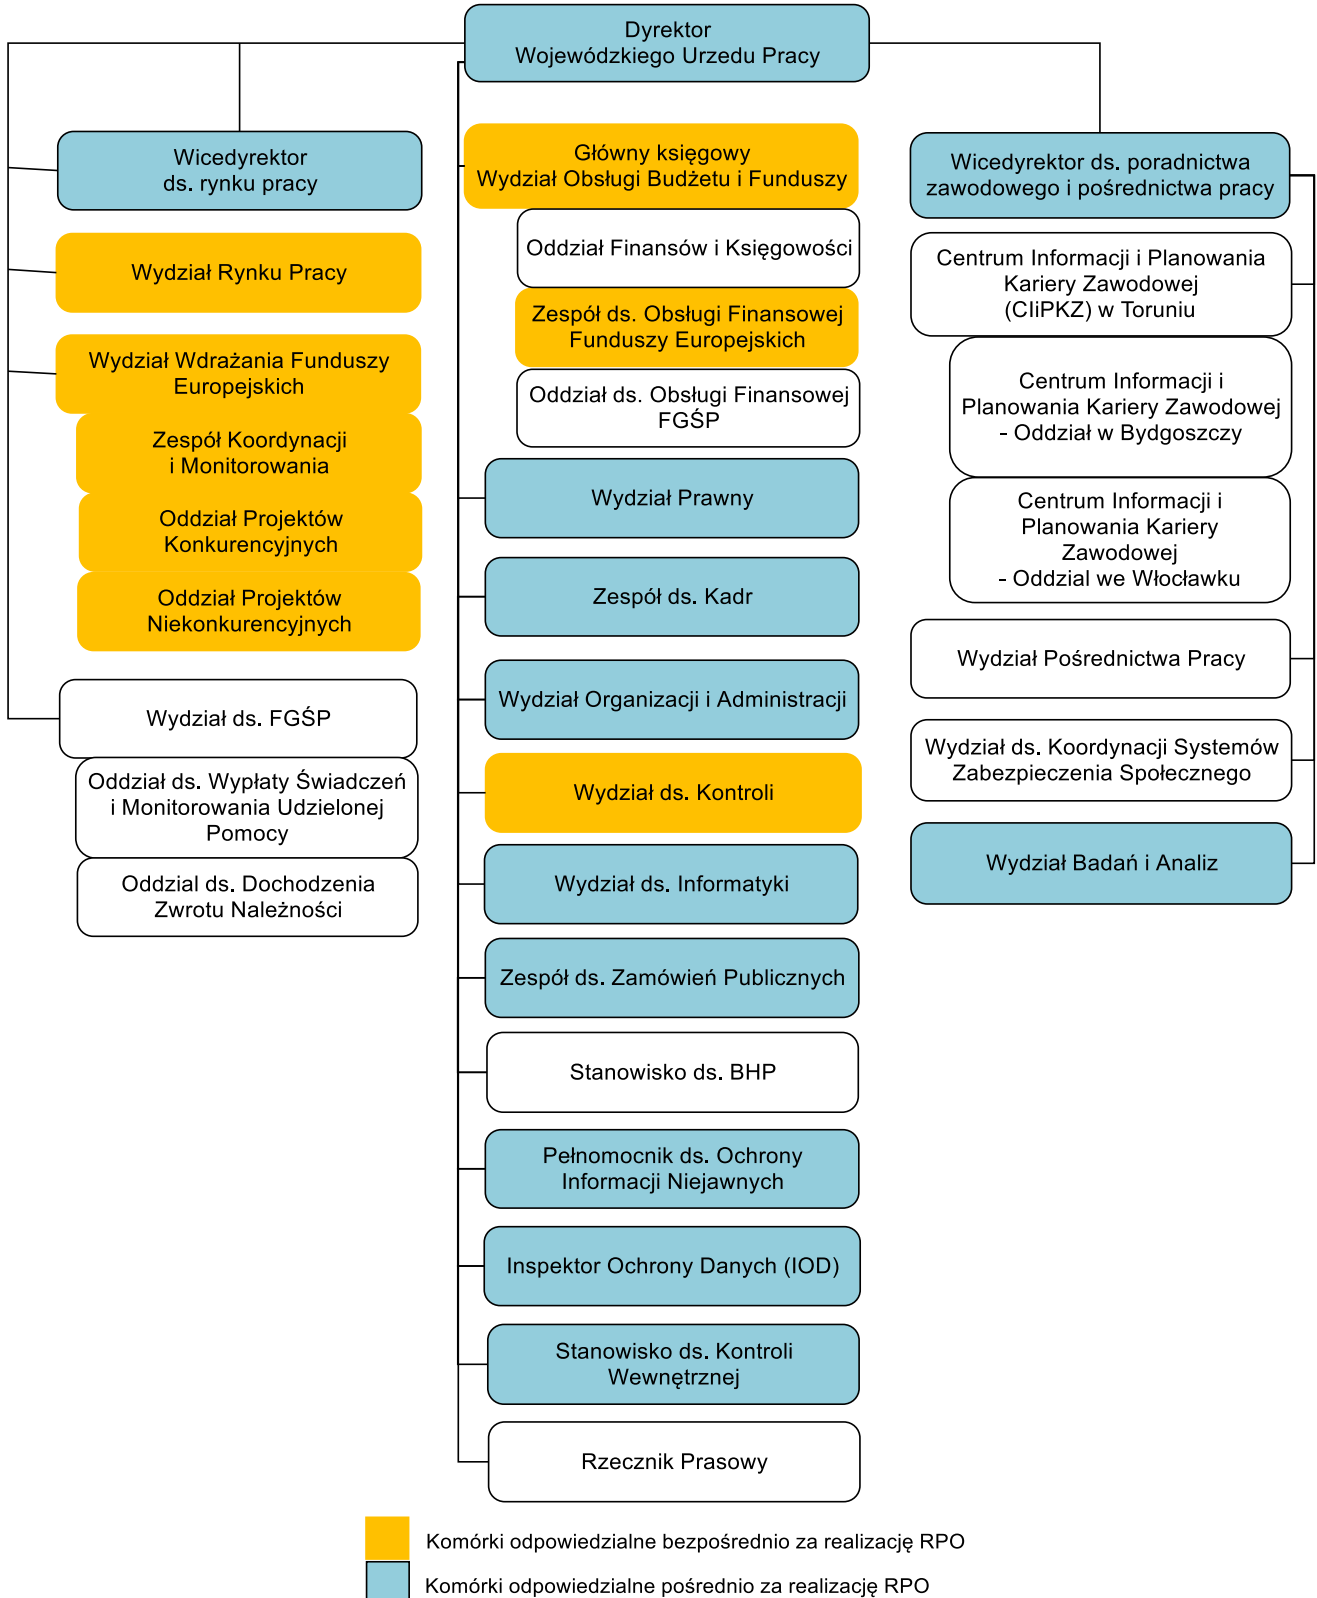 Dyrektor
Wojewódzkiego Urzedu Pracy
Wicedyrektor
ds. rynku pracy
Wydział Rynku Pracy
Wydział Wdrażania Funduszy
Europejskich
Zespół Koordynacji
i Monitorowania
Oddział Projektów
Konkurencyjnych
Oddział Projektów
Niekonkurencyjnych
Wydział ds. FGŚP
Oddział ds. Wypłaty Świadczeń
i Monitorowania Udzielonej
Pomocy
Oddzial ds. Dochodzenia
Zwrotu Należności
Główny księgowy
Wydział Obsługi Budżetu i Funduszy
Oddział Finansów i Księgowości
Zespół ds. Obsługi Finansowej
Funduszy Europejskich
Oddział ds. Obsługi Finansowej
FGŚP
Wydział Prawny
Zespół ds. Kadr
Wydział Organizacji i Administracji
Wydział ds. Kontroli
Wydział ds. Informatyki
Zespół ds. Zamówień Publicznych
Stanowisko ds. BHP
Pełnomocnik ds. Ochrony
Informacji Niejawnych
Inspektor Ochrony Danych (IOD)
Stanowisko ds. Kontroli
Wewnętrznej
Rzecznik Prasowy
Wicedyrektor ds. poradnictwa
zawodowego i pośrednictwa pracy
Centrum Informacji i Planowania
Kariery Zawodowej
(CIiPKZ) w Toruniu
Centrum Informacji i
Planowania Kariery Zawodowej
- Oddział w Bydgoszczy
Centrum Informacji i
Planowania Kariery
Zawodowej
- Oddzial we Włocławku
Wydział Pośrednictwa Pracy
Wydział ds. Koordynacji Systemów
Zabezpieczenia Społecznego
Wydział Badań i Analiz
Komórki odpowiedzialne bezpośrednio za realizację RPO
Komórki odpowiedzialne pośrednio za realizację RPO